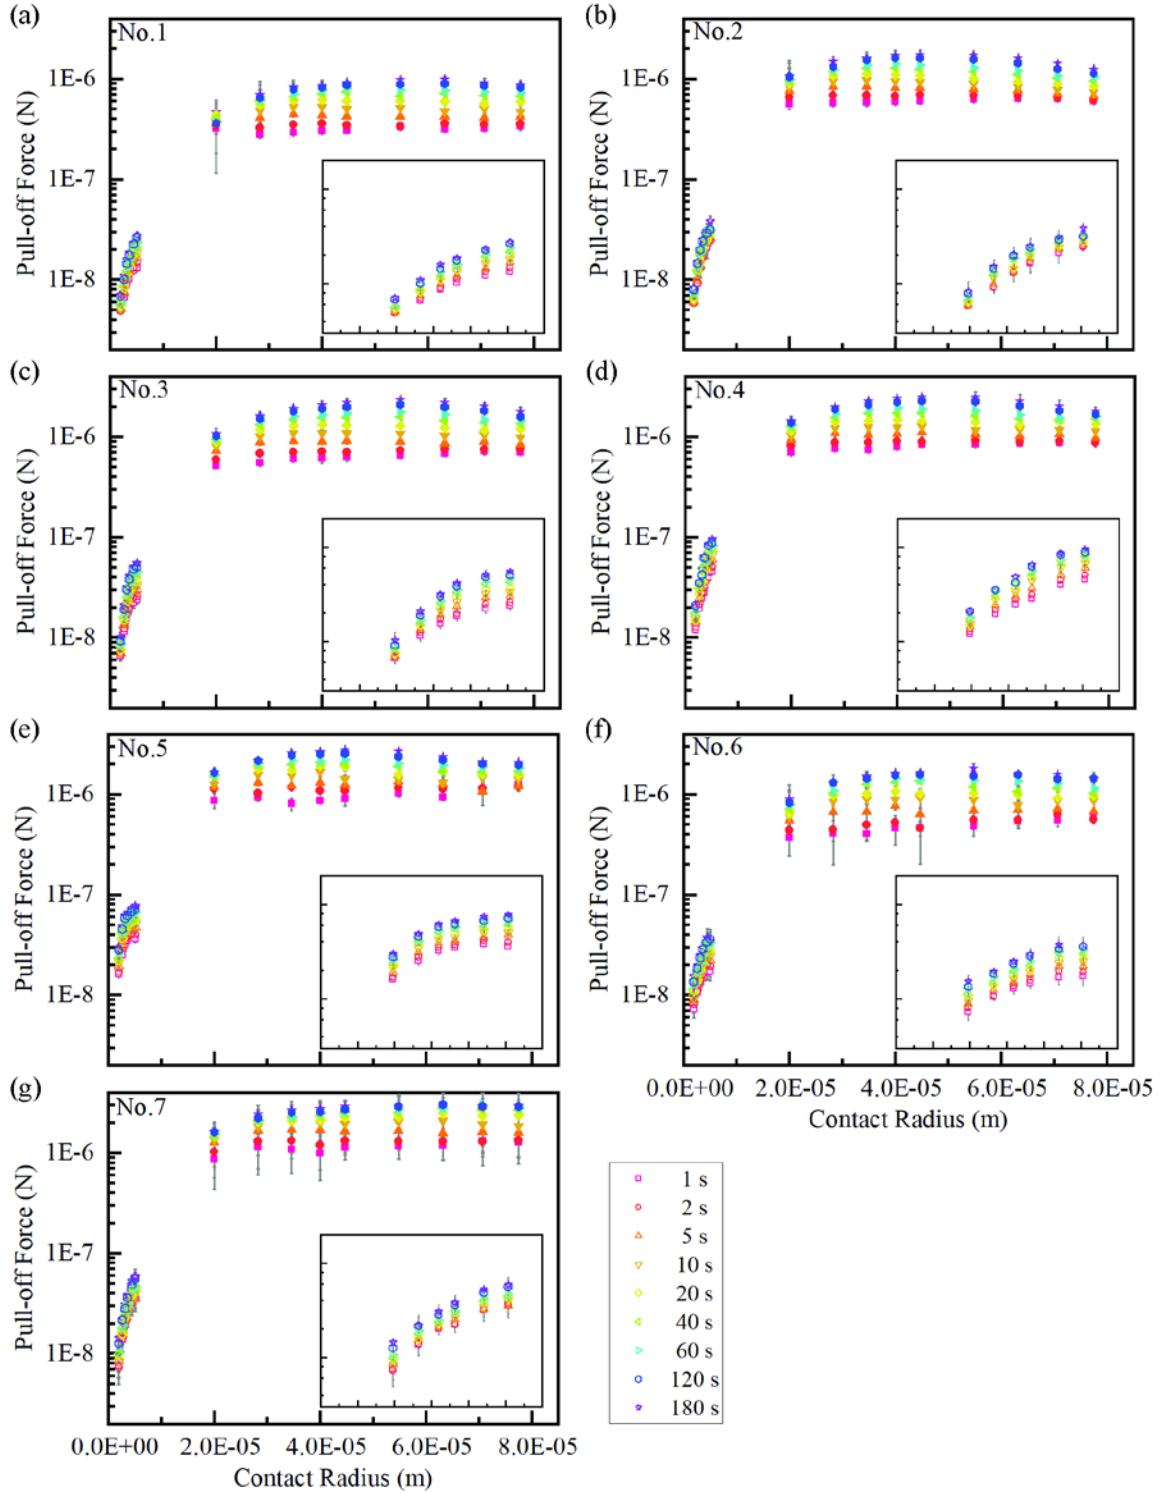 (a)
No.1
1E-6
1E-7
1E-8
Pull-off Force (N)
(b)
No.2
1E-6
1E-7
1E-8
Pull-off Force (N)
(c)
No.3
1E-6
1E-7
1E-8
Pull-off Force (N)
(d)
No.4
1E-6
1E-7
1E-8
Pull-off Force (N)
(e)
No.5
1E-6
1E-7
1E-8
Pull-off Force (N)
(f)
No.6
1E-6
1E-7
1E-8
Pull-off Force (N)
0.0E+00 2.0E-05 4.0E-05 6.0E-05 8.0E-05
Contact Radius (m)
(g)
No.7
1E-6
1E-7
1E-8
Pull-off Force (N)
0.0E+00 2.0E-05 4.0E-05 6.0E-05 8.0E-05
Contact Radius (m)
1 s
2 s
5 s
10 s
20 s
40 s
60 s
120 s
180 s